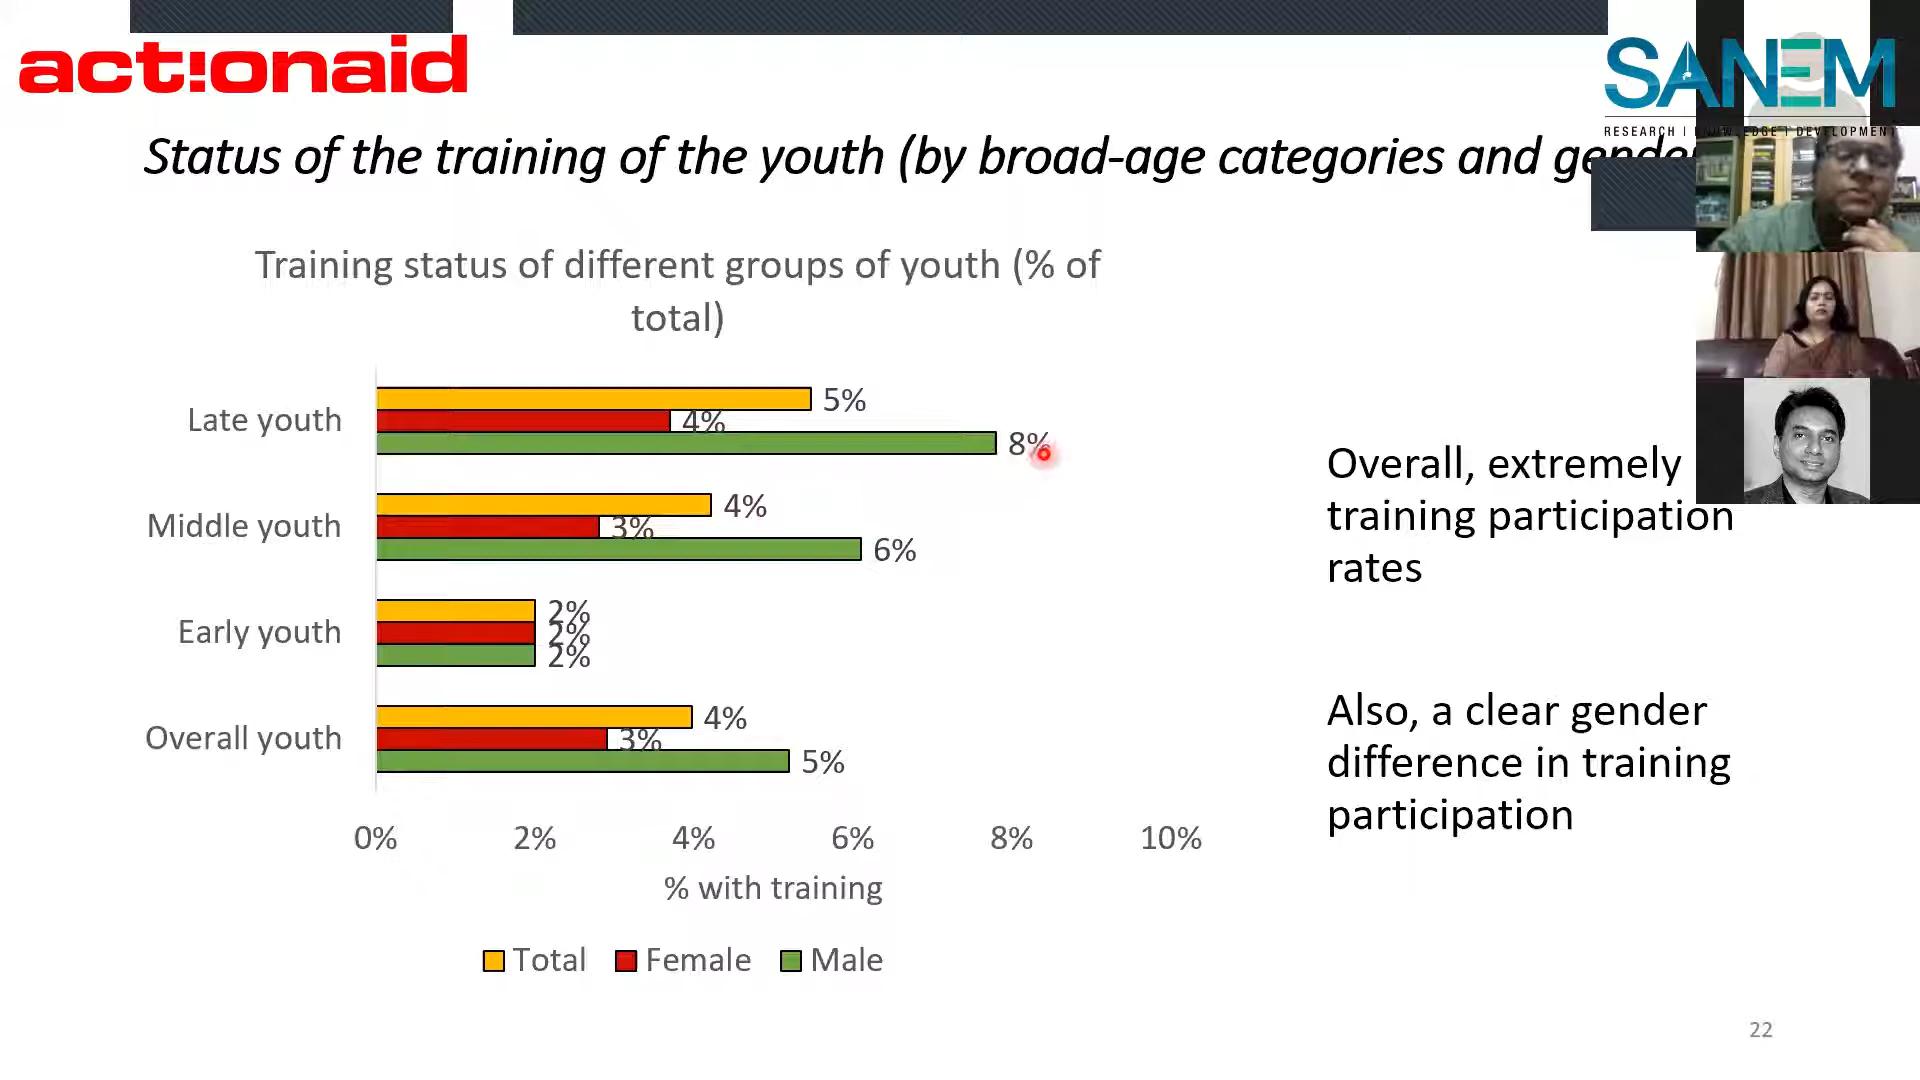 act!onaid
SANEM
RESEARCH | KNOWLEDGE | DEVELOPMENT
Status of the training of the youth (by broad-age categories and gender
Training status of different groups of youth (% of
total)
Late youth
5%
4%
8%
Middle youth
4%
3%
6%
Early youth
2%
2%
2%
Overall youth
4%
3%
5%
0% 2% 4% 6% 8% 10%
% with training
Total Female Male
Overall, extremely
training participation
rates
Also, a clear gender
difference in training
participation
22